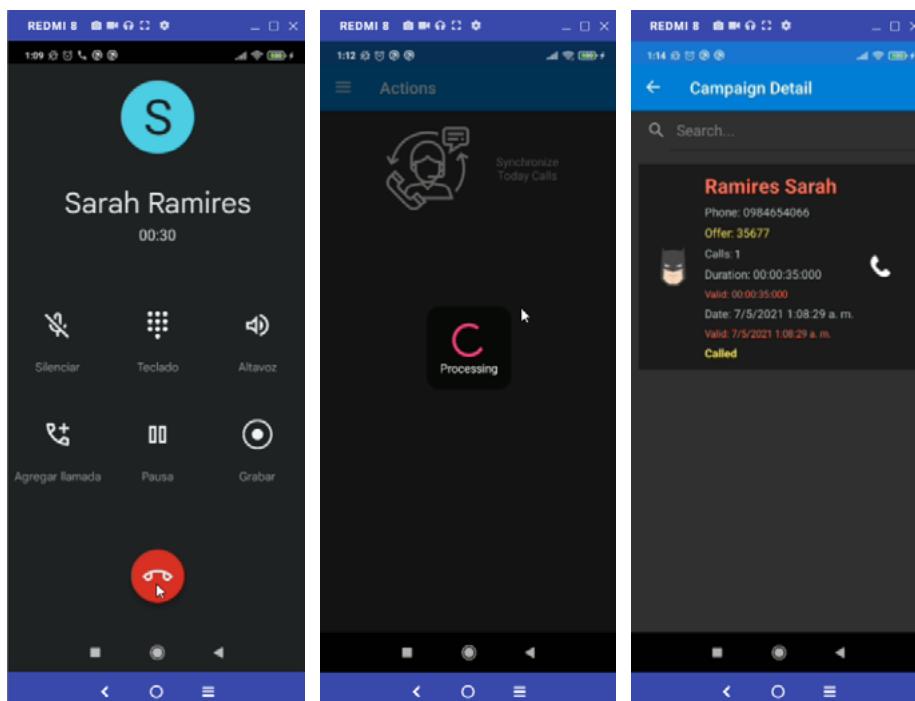 REDMI 8
1:09
S
Sarah Ramires
00:30
Silenciar
Teclado
Altavoz
Agregar llamada
Pausa
Grabar
REDMI 8
1:12
Actions
Synchronize
Today Calls
Processing
REDMI 8
1:14
Campaign Detail
Search...
Ramires Sarah
Phone: 0984654066
Offer: 35677
Calls: 1
Duration: 00:00:35:000
Valid: 00:00:35:000
Date: 7/5/2021 1:08:29 a. m.
Valid: 7/5/2021 1:08:29 a. m.
Called